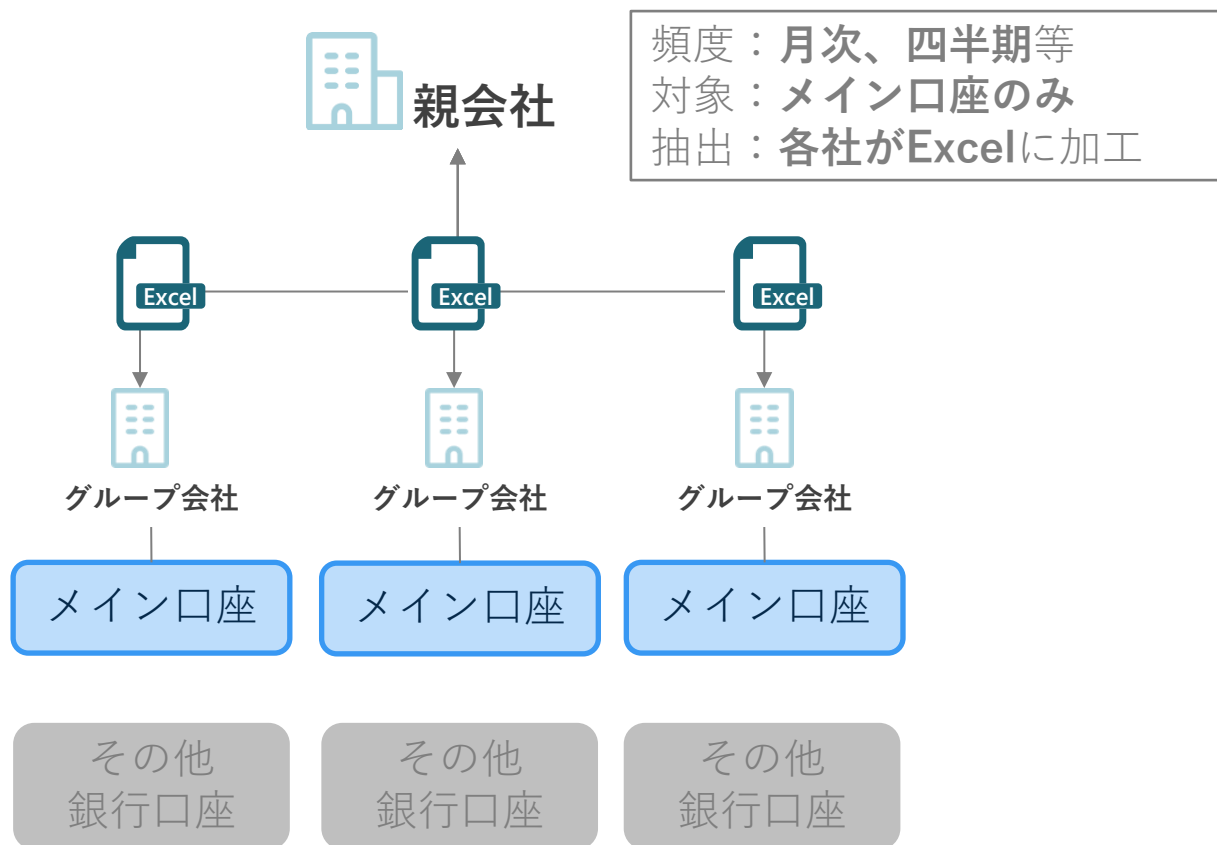 頻度：月次、四半期等
対象：メイン口座のみ
抽出：各社がExcelに加工
親会社
Excel
Excel
Excel
グループ会社
グループ会社
グループ会社
メイン口座
メイン口座
メイン口座
その他
銀行口座
その他
銀行口座
その他
銀行口座